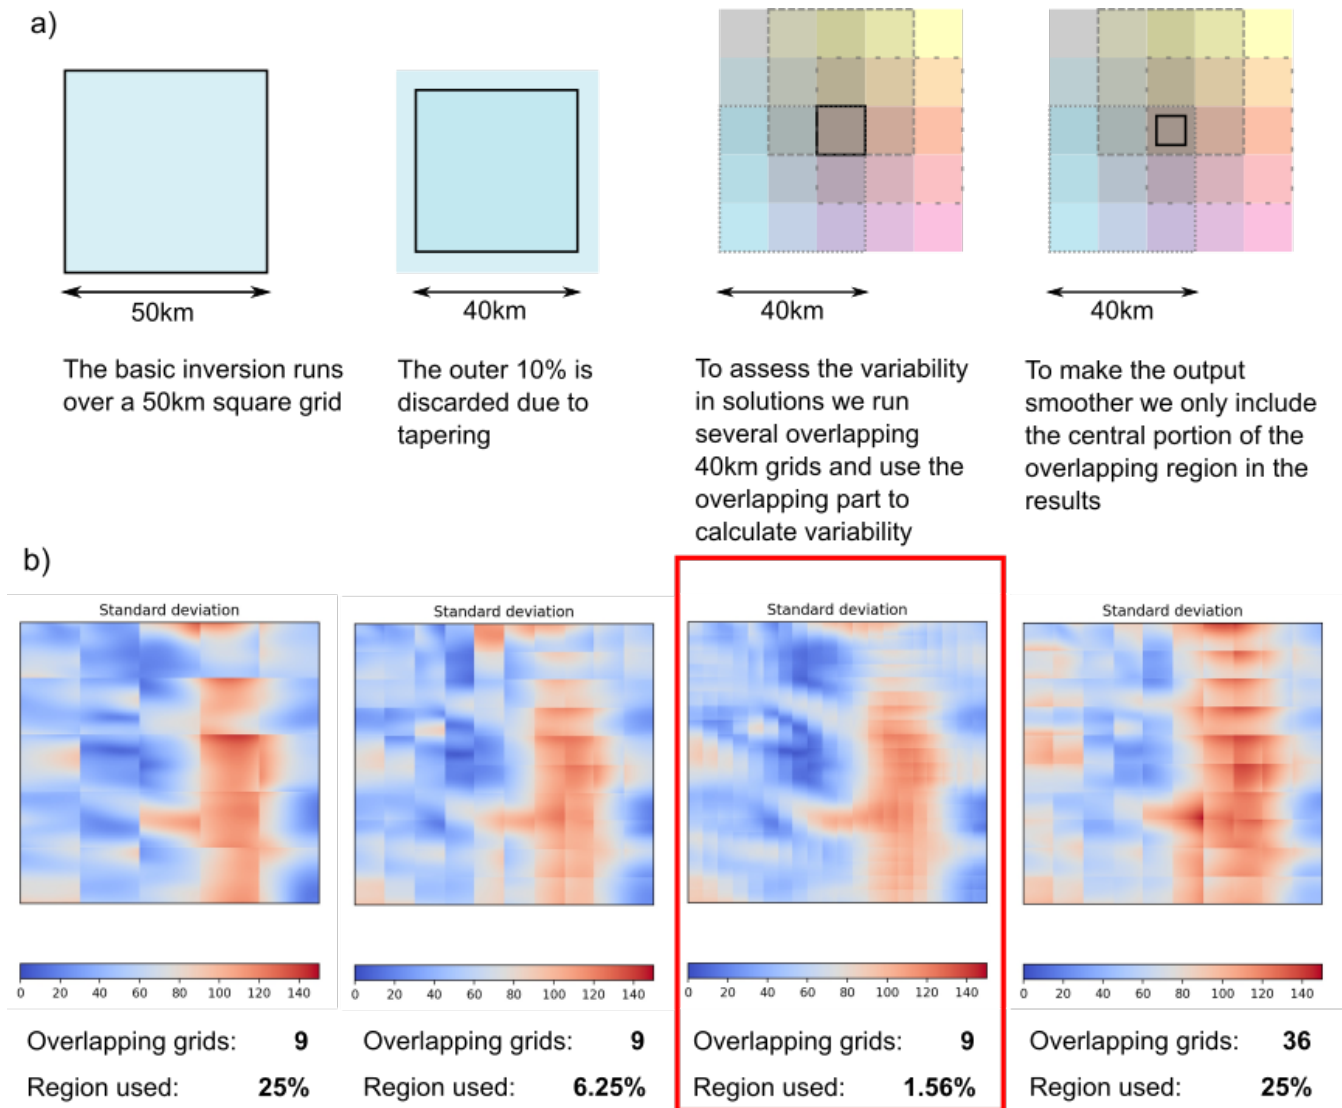 a)
50km
40km
40km
40km
The basic inversion runs
over a 50km square grid
The outer 10% is
discarded due to
tapering
To assess the variability
in solutions we run
several overlapping
40km grids and use the
overlapping part to
calculate variability
To make the output
smoother we only include
the central portion of the
overlapping region in the
results
b)
Standard deviation
0 20 40 60 80 100 120 140
Overlapping grids: 9
Region used: 25%
Standard deviation
0 20 40 60 80 100 120 140
Overlapping grids: 9
Region used: 6.25%
Standard deviation
0 20 40 60 80 100 120 140
Overlapping grids: 9
Region used: 1.56%
Standard deviation
0 20 40 60 80 100 120 140
Overlapping grids: 36
Region used: 25%